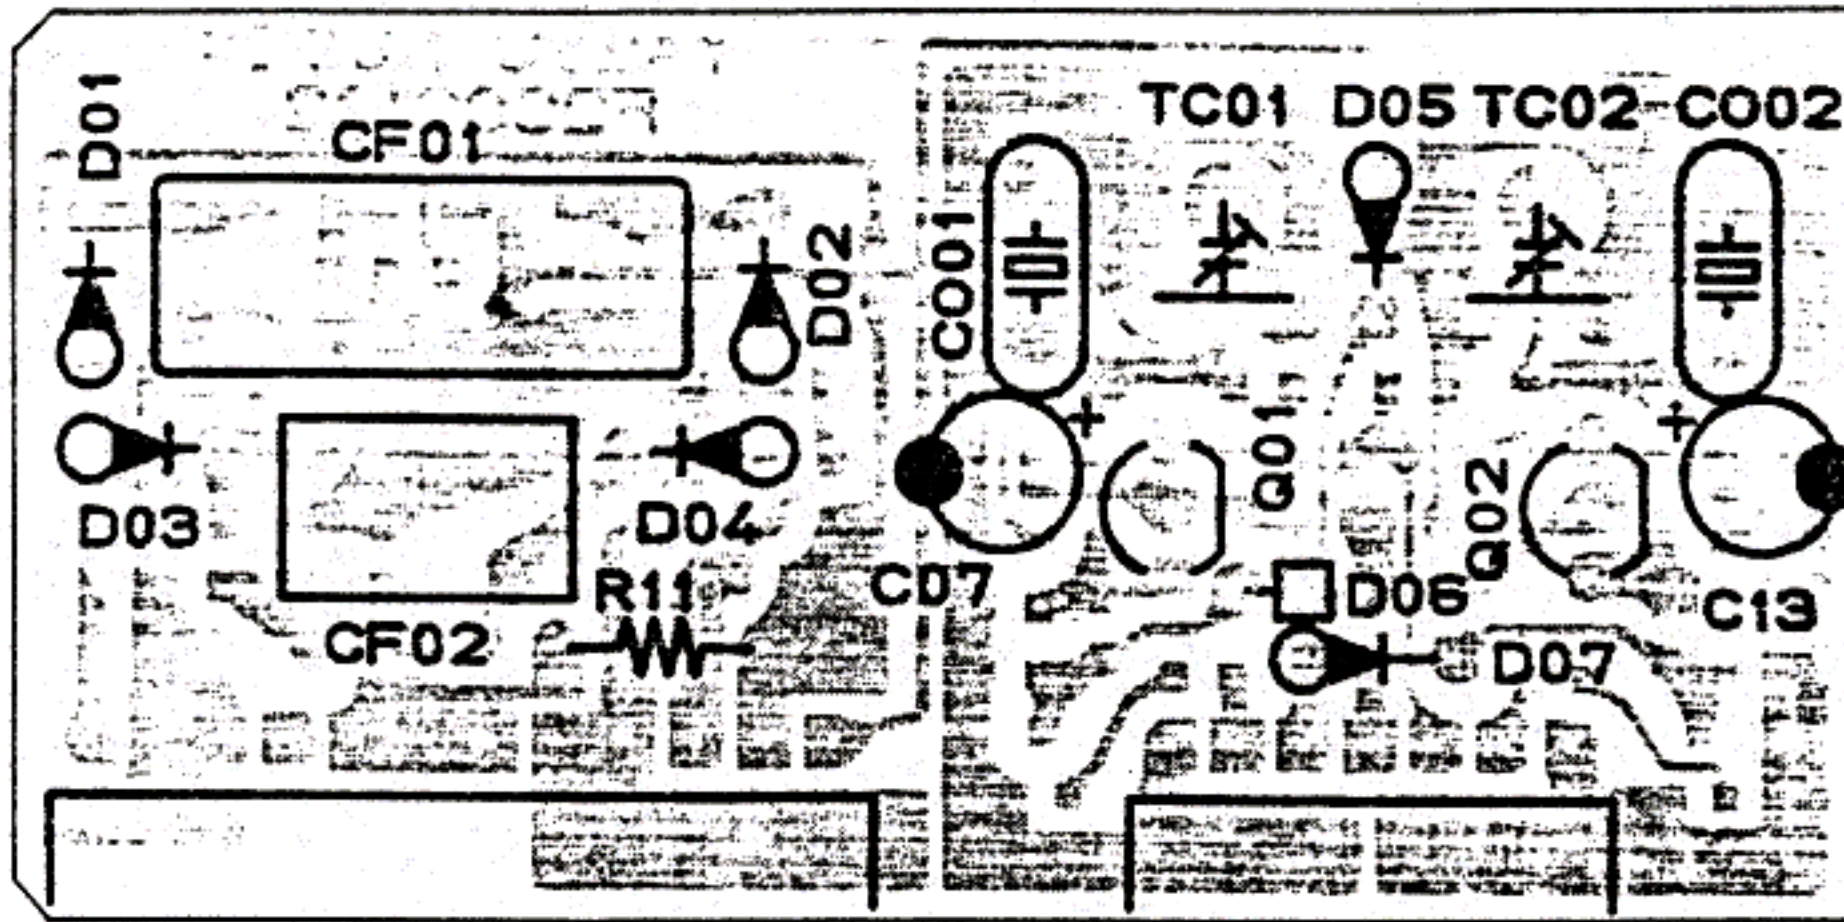 D01
CF01
D02
D03
D04
CF02
R11
CO01
TC01
D05
TC02
CO02
+
Q01
+
Q02
C07
D06
C13
D07